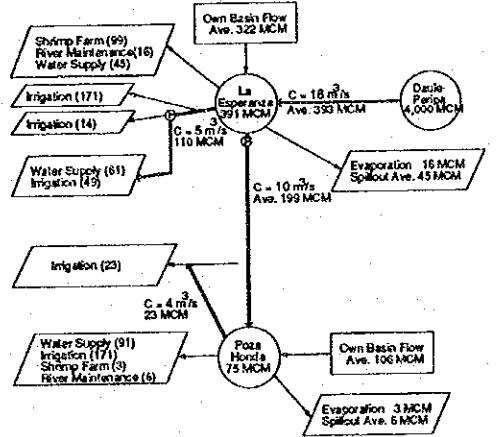 Own Basin Flow
Ave. 322 MCM
Shrimp Farm (99)
River Maintenance(16)
Water Supply (45)
La
Esperanza
391 MCM
C = 18 m³/s
Ave. 393 MCM
Daule-
Peripa
4,000 MCM
Irrigation (171)
Irrigation (14)
C = 5 m³/s
110 MCM
Water Supply (61)
Irrigation (49)
Evaporation 16 MCM
Spillout Ave. 45 MCM
C = 10 m³/s
Ave. 199 MCM
Irrigation (23)
C = 4 m³/s
23 MCM
Water Supply (91)
Irrigation (171)
Shrimp Farm (3)
River Maintenance (6)
Poza
Honda
75 MCM
Own Basin Flow
Ave. 106 MCM
Evaporation 3 MCM
Spillout Ave. 6 MCM